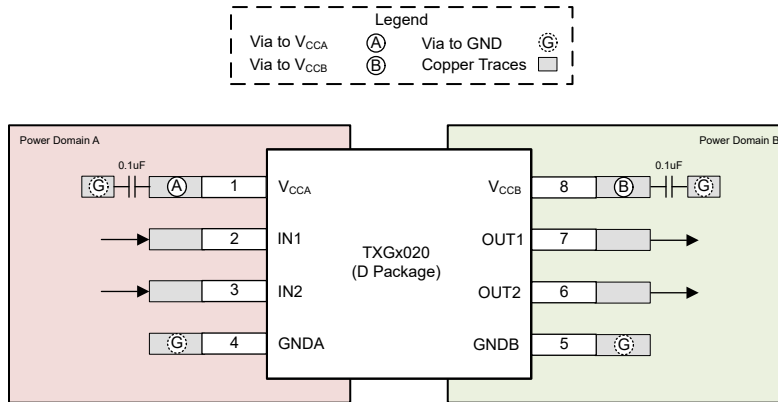 Legend
Via to VCCA A Via to GND G
Via to VCCB B Copper Traces
Power Domain A Power Domain B
0.1uF 0.1uF
G A 1 VCCA VCCB 8 B G
2 IN1 OUT1 7
TXGx020
(D Package)
3 IN2 OUT2 6
G 4 GNDA GNDB 5 G